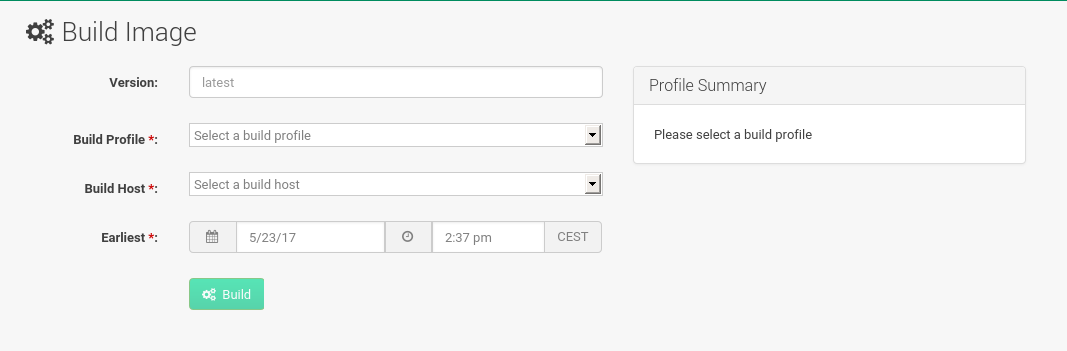 Build Image
Version:
latest
Build Profile *:
Select a build profile
Build Host *:
Select a build host
Earliest *:
5/23/17
2:37 pm
CEST
Build
Profile Summary
Please select a build profile